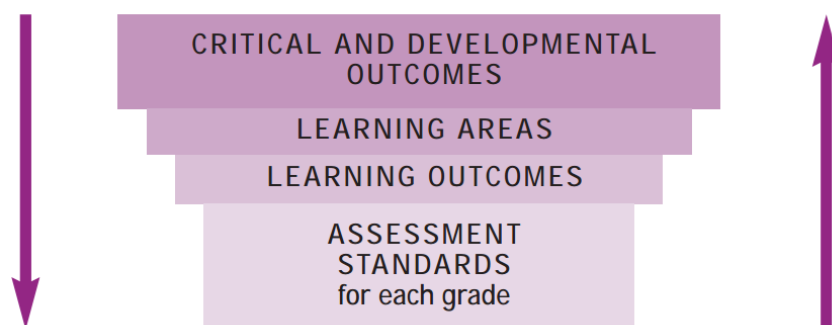 CRITICAL AND DEVELOPMENTAL
OUTCOMES
LEARNING AREAS
LEARNING OUTCOMES
ASSESSMENT
STANDARDS
for each grade